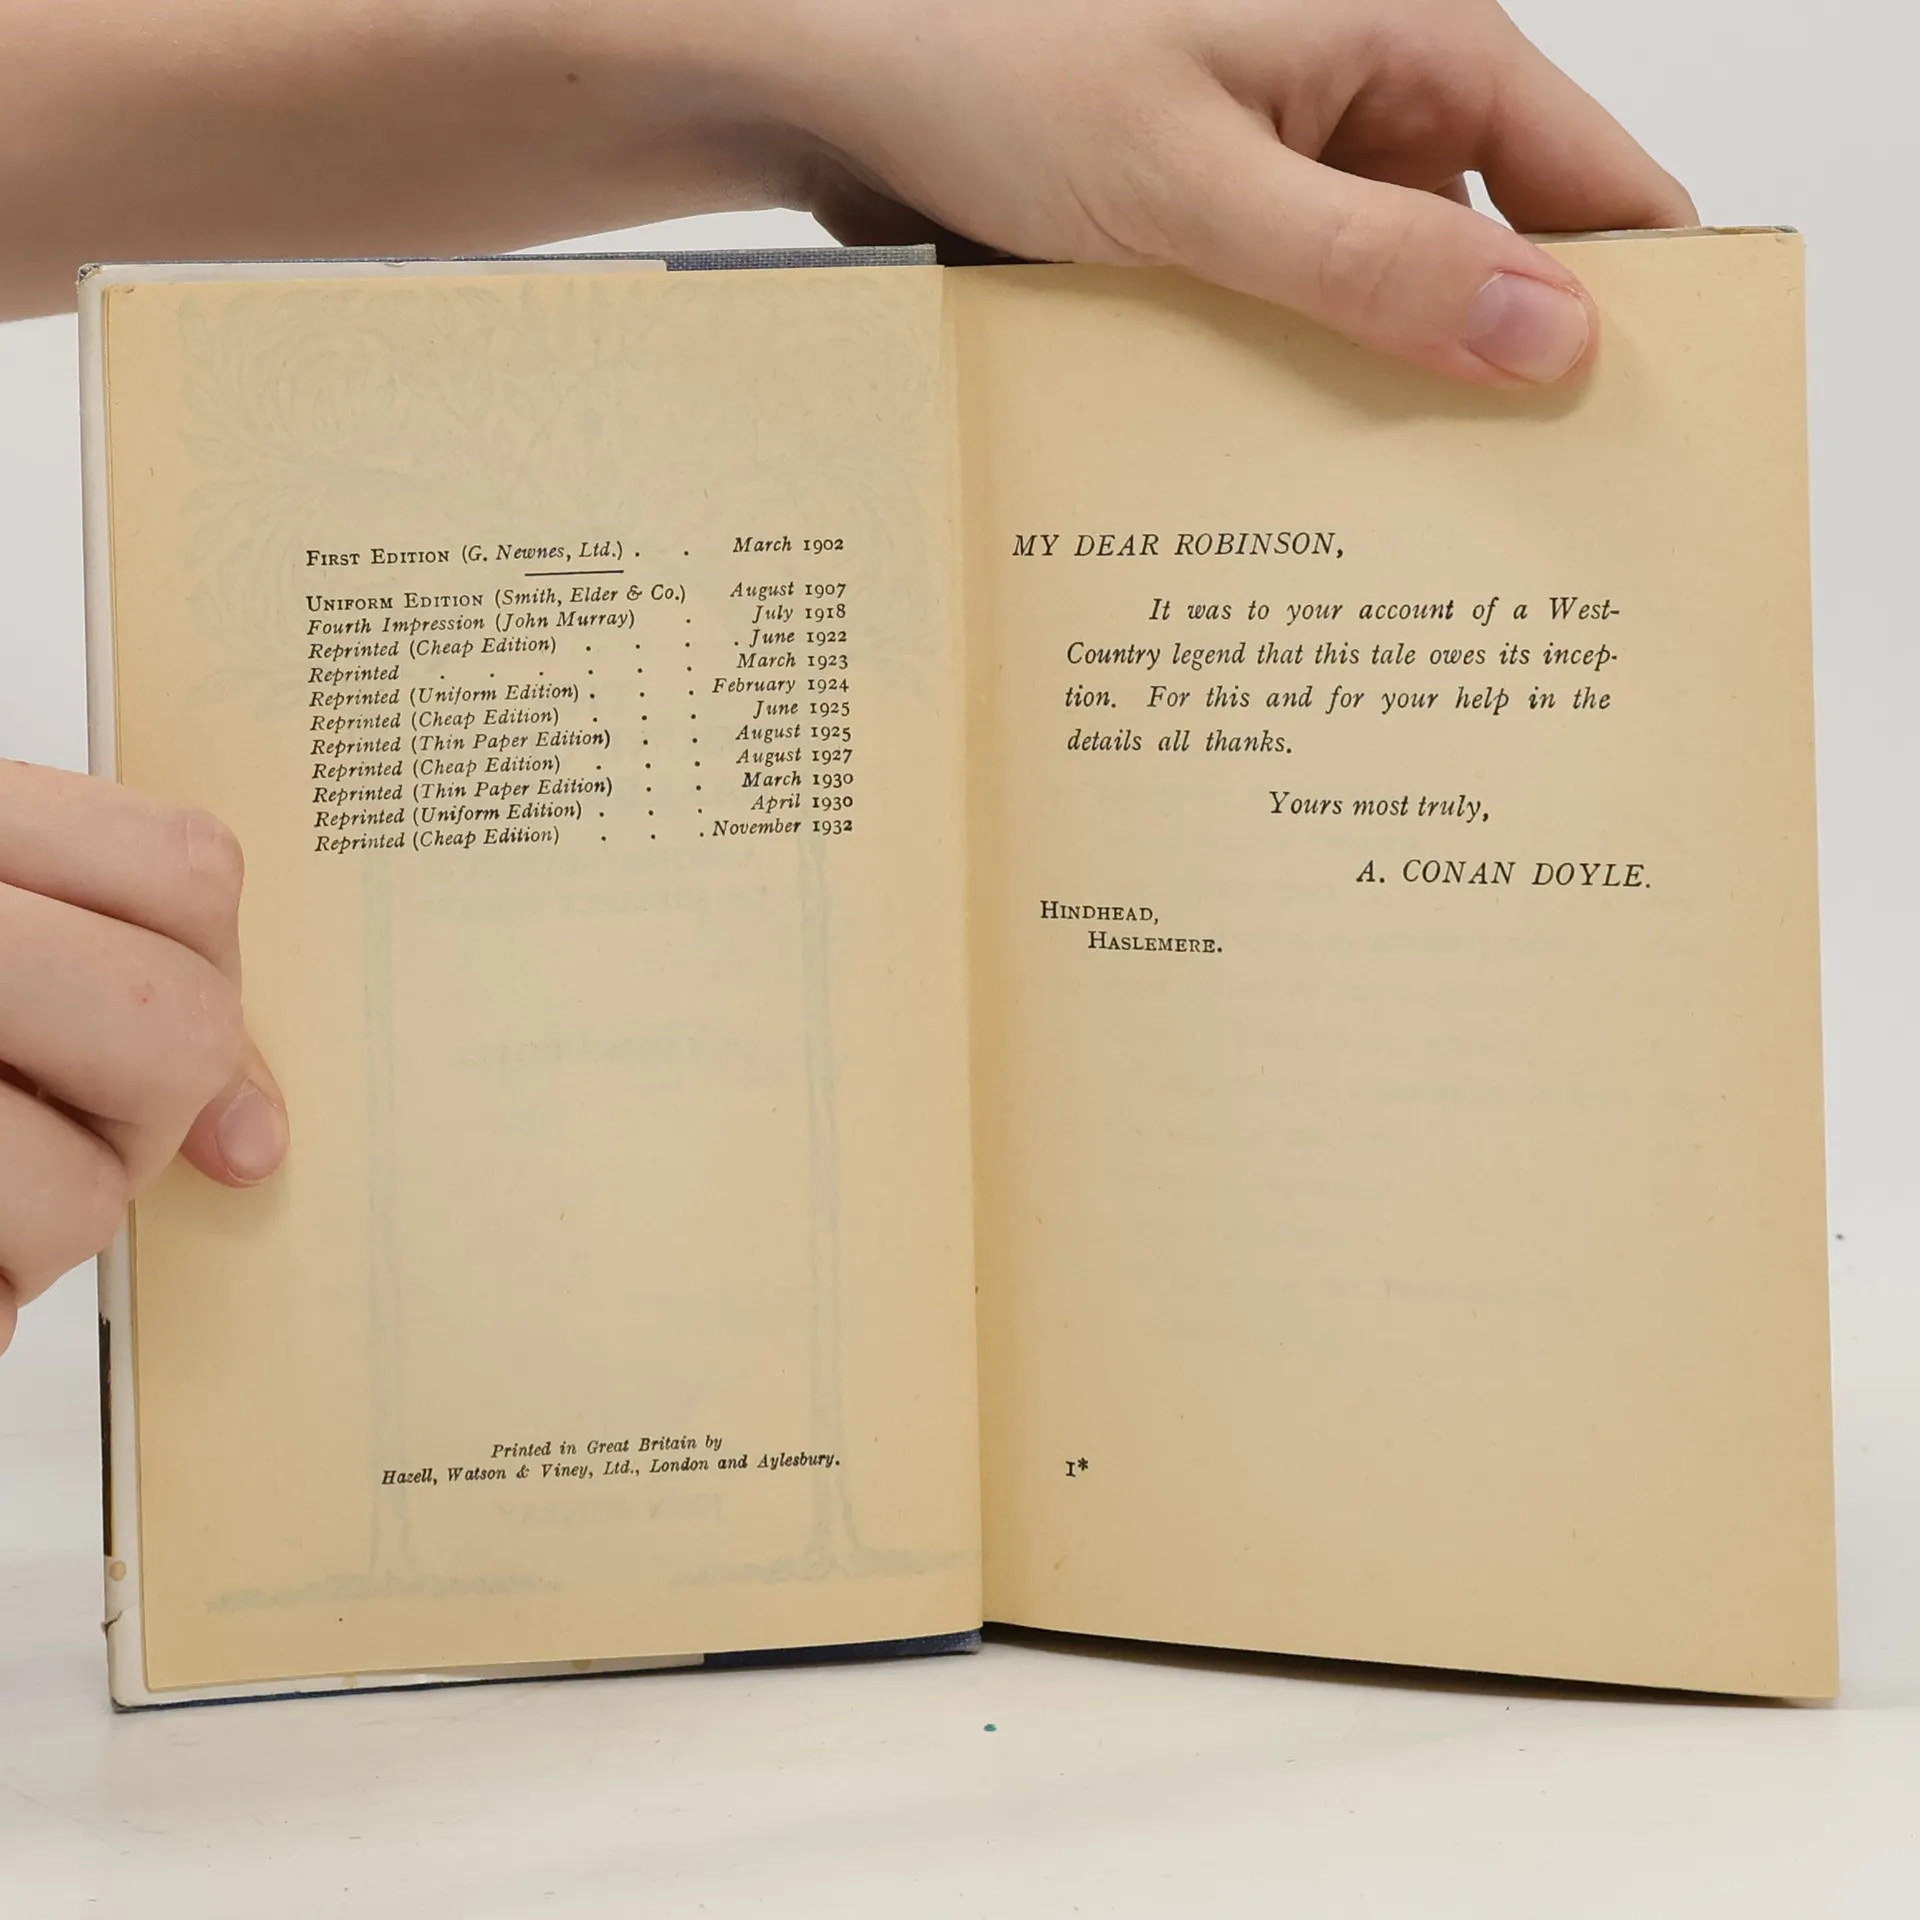 FIRST EDITION (G. Newnes, Ltd.) . . March 1902
UNIFORM EDITION (Smith, Elder & Co.) August 1907
Fourth Impression (John Murray) . July 1918
Reprinted (Cheap Edition) . . . . June 1922
Reprinted . . . . . . March 1923
Reprinted (Uniform Edition) . . . February 1924
Reprinted (Cheap Edition) . . . June 1925
Reprinted (Thin Paper Edition) . . August 1925
Reprinted (Cheap Edition) . . . August 1927
Reprinted (Thin Paper Edition) . . March 1930
Reprinted (Uniform Edition) . . . April 1930
Reprinted (Cheap Edition) . . . November 1932
Printed in Great Britain by
Hazell, Watson & Viney, Ltd., London and Aylesbury.
MY DEAR ROBINSON,
It was to your account of a West-
Country legend that this tale owes its incep-
tion. For this and for your help in the
details all thanks.
Yours most truly,
A. CONAN DOYLE.
HINDHEAD,
HASLEMERE.
1*